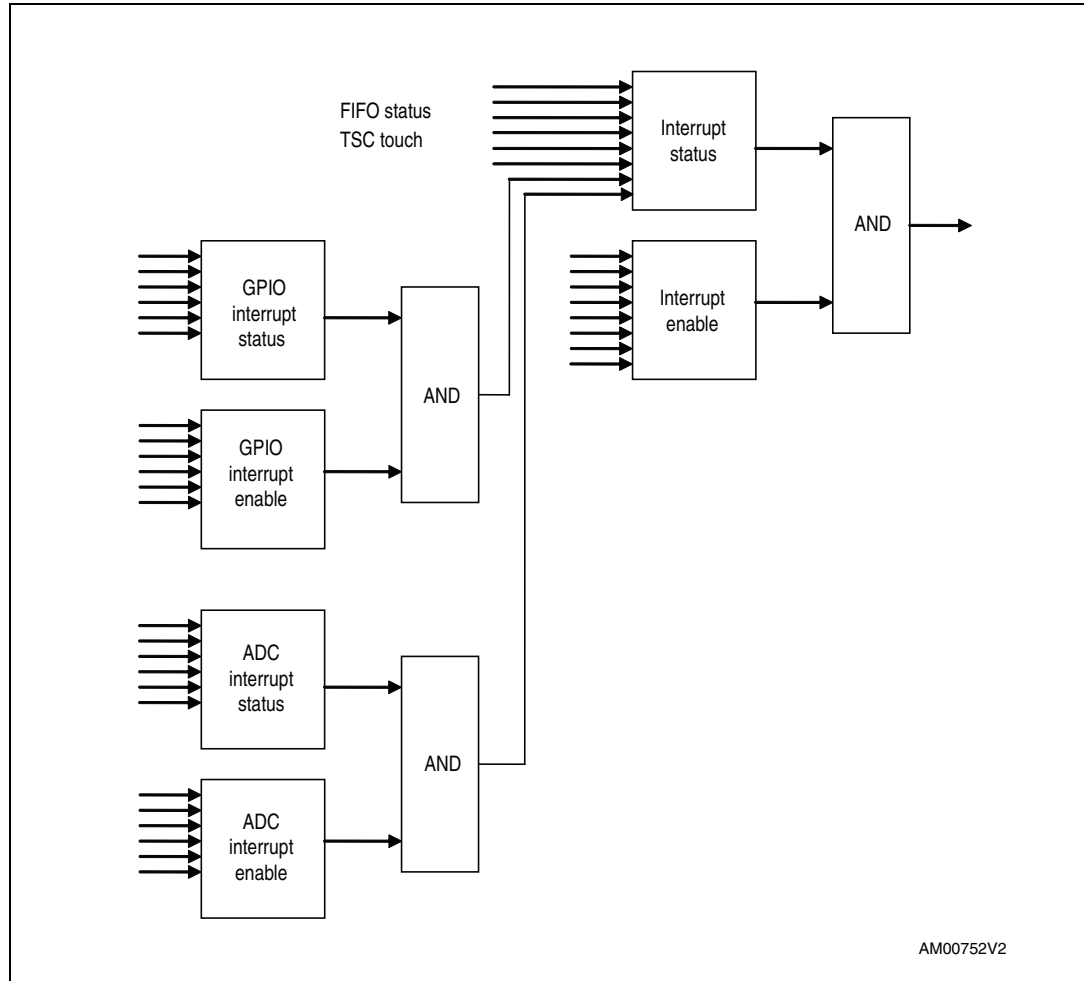 FIFO status
TSC touch
Interrupt
status
AND
Interrupt
enable
GPIO
interrupt
status
AND
GPIO
interrupt
enable
ADC
interrupt
status
AND
ADC
interrupt
enable
AM00752V2